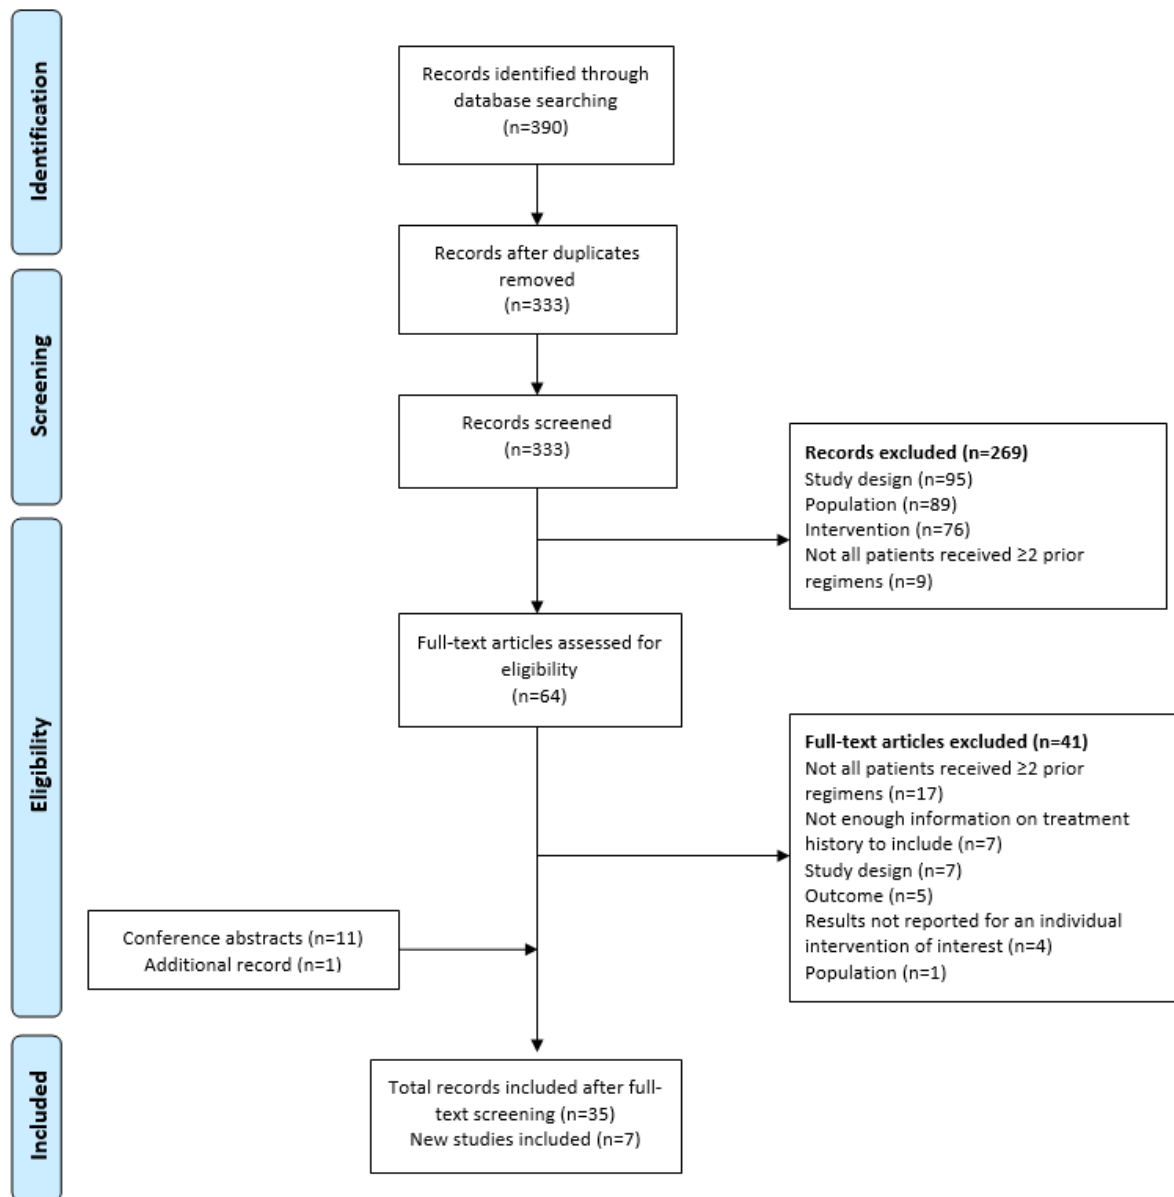 Identification
Records identified through
database searching
(n=390)
Records after duplicates
removed
(n=333)
Screening
Records screened
(n=333)
Records excluded (n=269)
Study design (n=95)
Population (n=89)
Intervention (n=76)
Not all patients received ≥2 prior
regimens (n=9)
Eligibility
Full-text articles assessed for
eligibility
(n=64)
Full-text articles excluded (n=41)
Not all patients received ≥2 prior
regimens (n=17)
Not enough information on treatment
history to include (n=7)
Study design (n=7)
Outcome (n=5)
Results not reported for an individual
intervention of interest (n=4)
Population (n=1)
Conference abstracts (n=11)
Additional record (n=1)
Included
Total records included after full-
text screening (n=35)
New studies included (n=7)